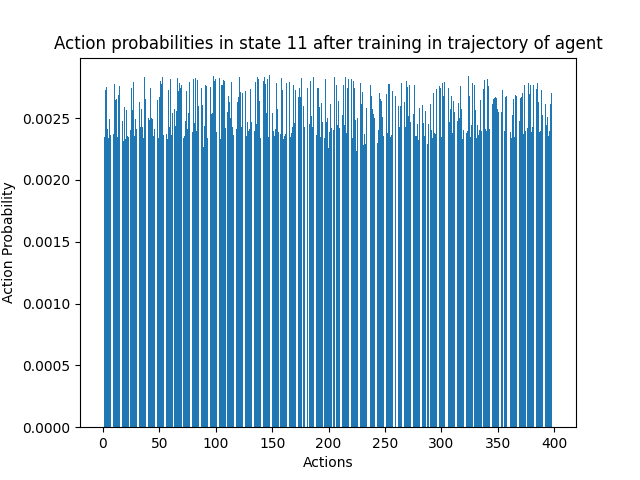 Action probabilities in state 11 after training in trajectory of agent
Action Probability
0.0025
0.0020
0.0015
0.0010
0.0005
0.0000
0 50 100 150 200 250 300 350 400
Actions